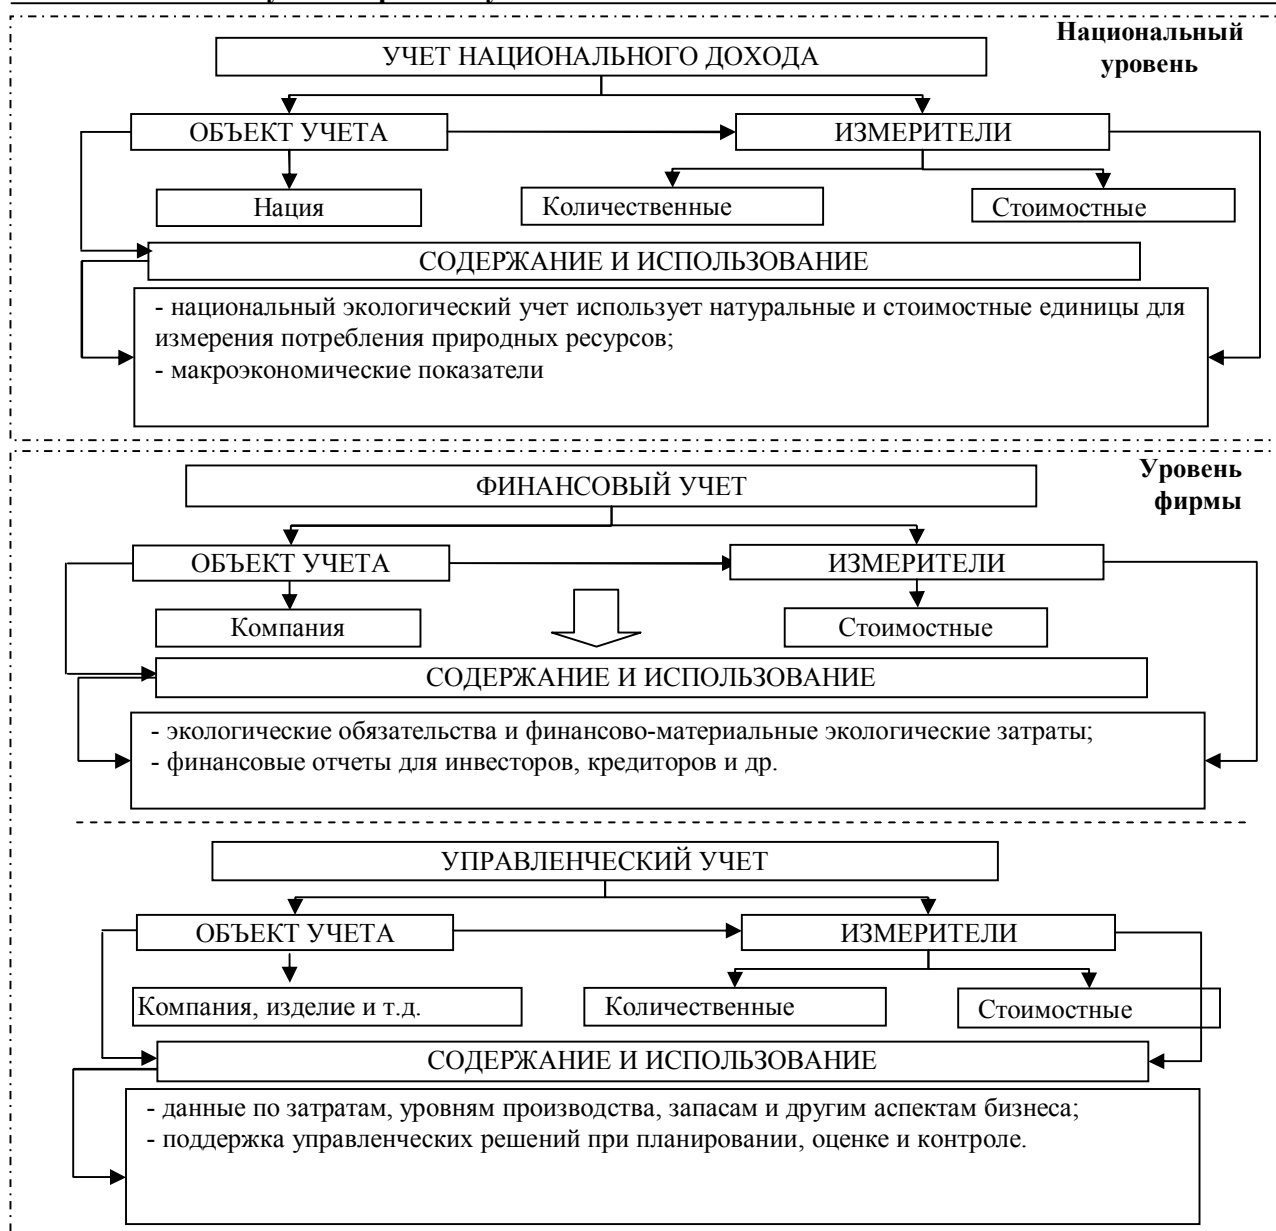 Национальный
уровень
УЧЕТ НАЦИОНАЛЬНОГО ДОХОДА
ОБЪЕКТ УЧЕТА
ИЗМЕРИТЕЛИ
Нация
Количественные
Стоимостные
СОДЕРЖАНИЕ И ИСПОЛЬЗОВАНИЕ
- национальный экологический учет использует натуральные и стоимостные единицы для
измерения потребления природных ресурсов;
- макроэкономические показатели
Уровень
фирмы
ФИНАНСОВЫЙ УЧЕТ
ОБЪЕКТ УЧЕТА
ИЗМЕРИТЕЛИ
Компания
Стоимостные
СОДЕРЖАНИЕ И ИСПОЛЬЗОВАНИЕ
- экологические обязательства и финансово-материальные экологические затраты;
- финансовые отчеты для инвесторов, кредиторов и др.
УПРАВЛЕНЧЕСКИЙ УЧЕТ
ОБЪЕКТ УЧЕТА
ИЗМЕРИТЕЛИ
Компания, изделие и т.д.
Количественные
Стоимостные
СОДЕРЖАНИЕ И ИСПОЛЬЗОВАНИЕ
- данные по затратам, уровням производства, запасам и другим аспектам бизнеса;
- поддержка управленческих решений при планировании, оценке и контроле.